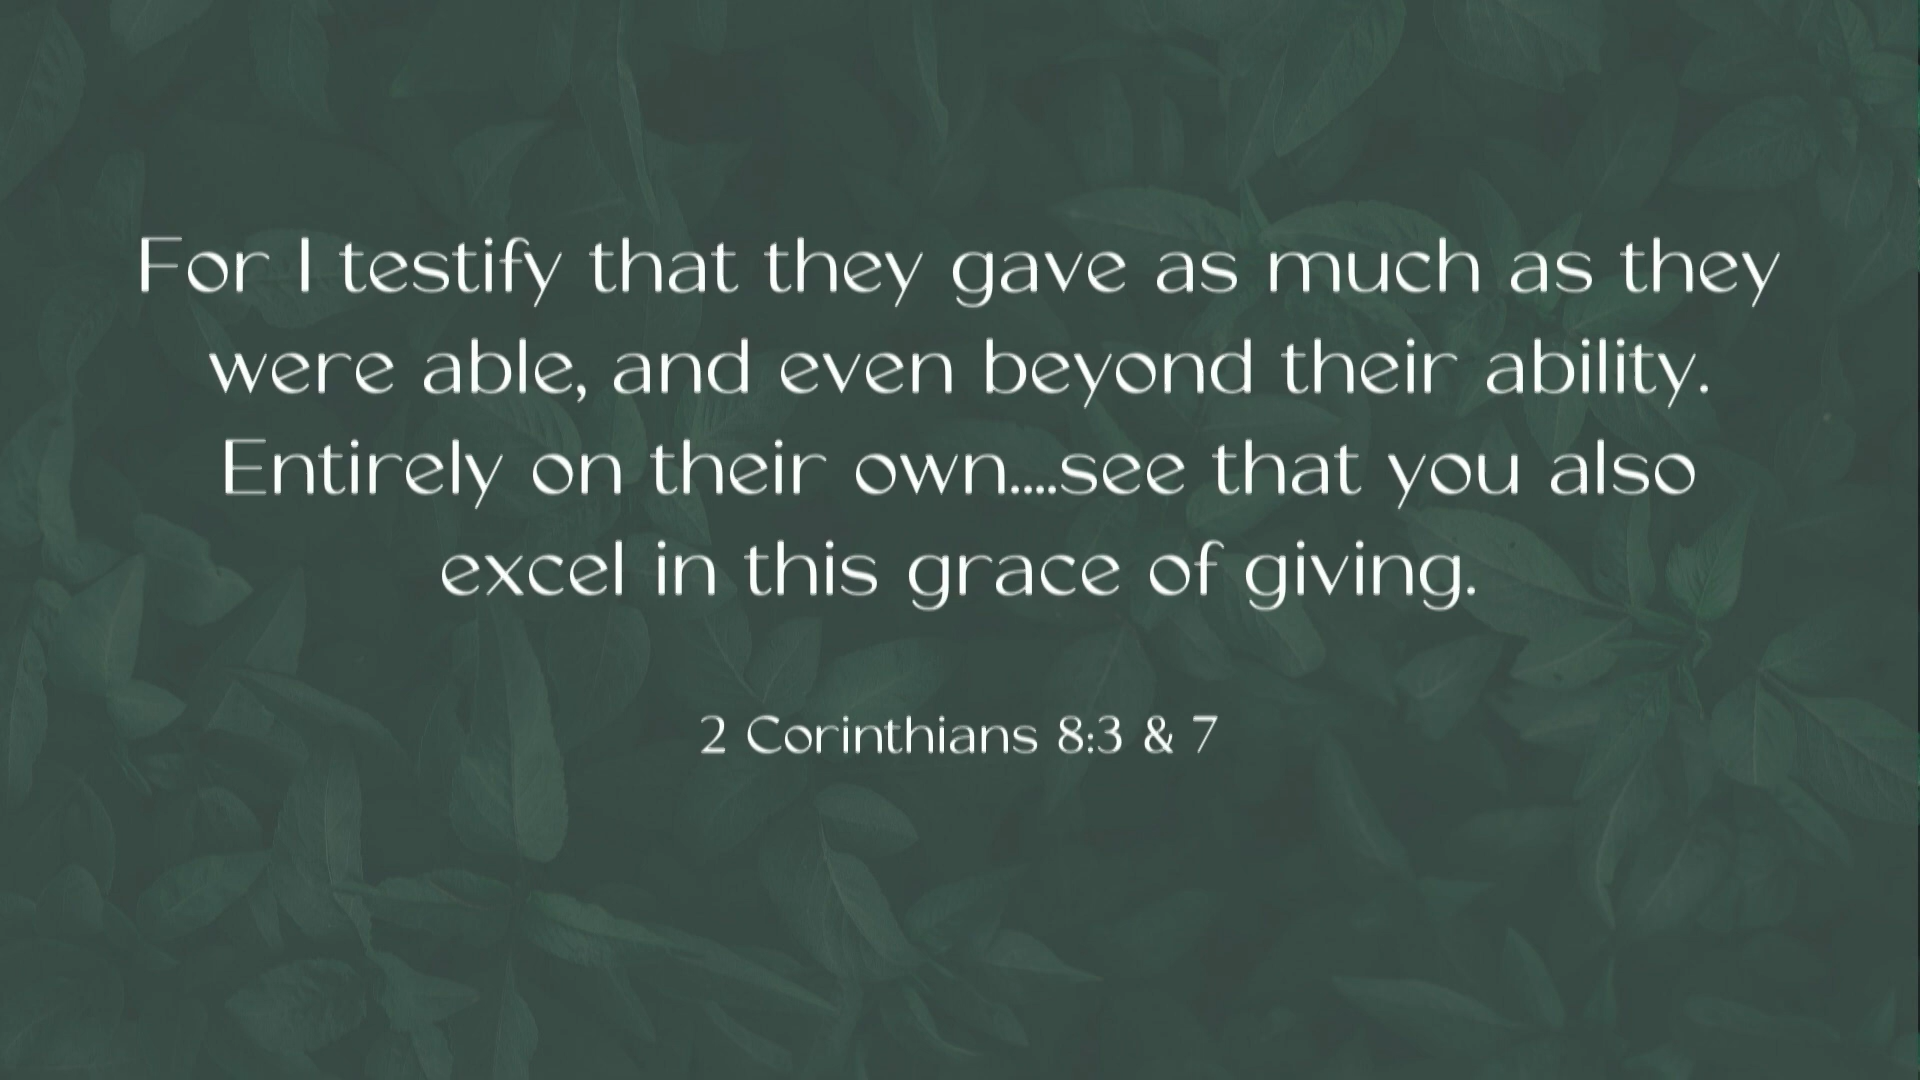 For I testify that they gave as much as they
were able, and even beyond their ability.
Entirely on their own....see that you also
excel in this grace of giving.
2 Corinthians 8:3 & 7